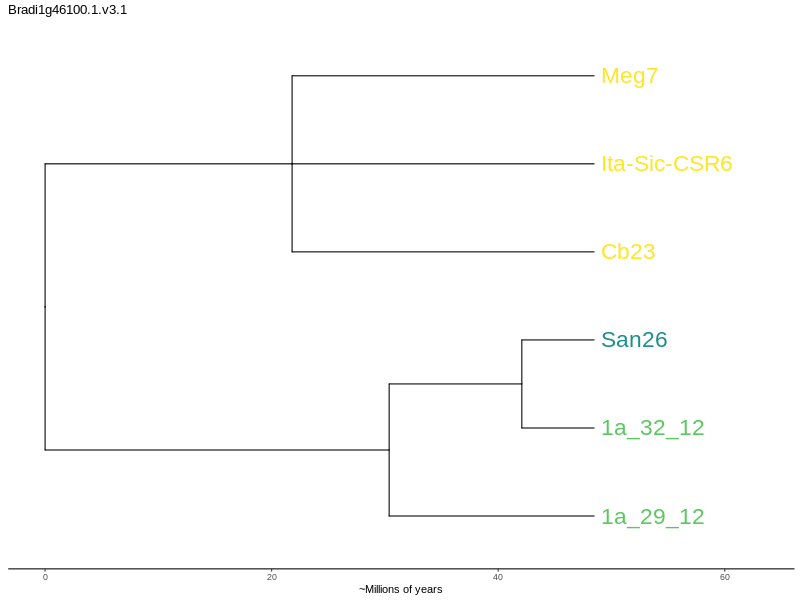 Bradi1g46100.1.v3.1
Meg7
Ita-Sic-CSR6
Cb23
San26
1a_32_12
1a_29_12
0 20 40 60
~Millions of years